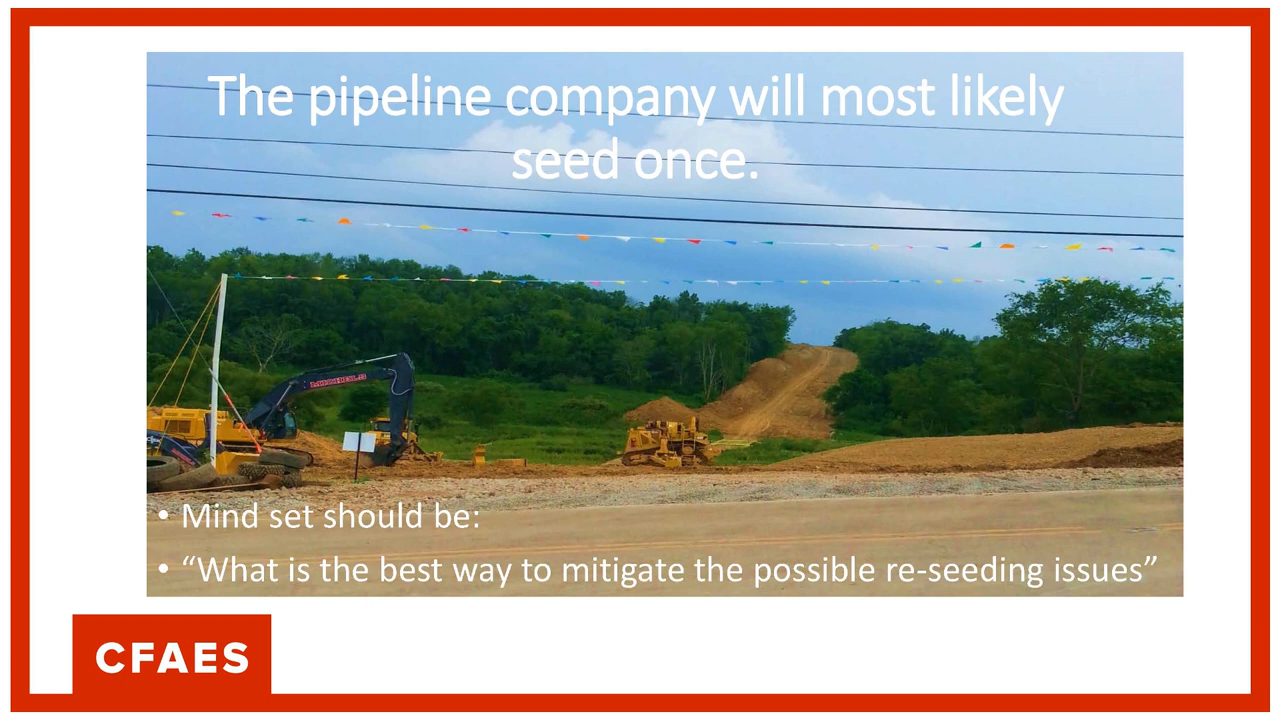 The pipeline company will most likely
seed once.
• Mind set should be:
• “What is the best way to mitigate the possible re-seeding issues”
CFAES